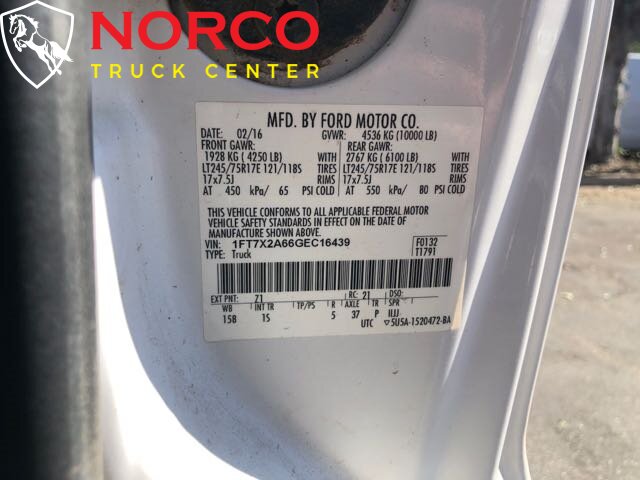 NORCO
TRUCK CENTER
MFD. BY FORD MOTOR CO.
DATE: 02/16 GVWR: 4536 KG (10000 LB)
FRONT GAWR: REAR GAWR:
1928 KG ( 4250 LB) WITH 2767 KG ( 6100 LB) WITH
LT245/75R17E 121/118S TIRES LT245/75R17E 121/118S TIRES
17x7.5J RIMS 17x7.5J RIMS
AT 450 kPa/ 65 PSI COLD AT 550 kPa/ 80 PSI COLD
THIS VEHICLE CONFORMS TO ALL APPLICABLE FEDERAL MOTOR
VEHICLE SAFETY STANDARDS IN EFFECT ON THE DATE OF
MANUFACTURE SHOWN ABOVE.
VIN: 1FT7X2A66GEC16439 F0132
TYPE: Truck T1791
EXT PNT: Z1 RC: 21 DSO:
WB INT TR TP/PS R AXLE TR SPR
15B 1S 5 37 P IIJJ
UTC ▽5U5A-1520472-BA